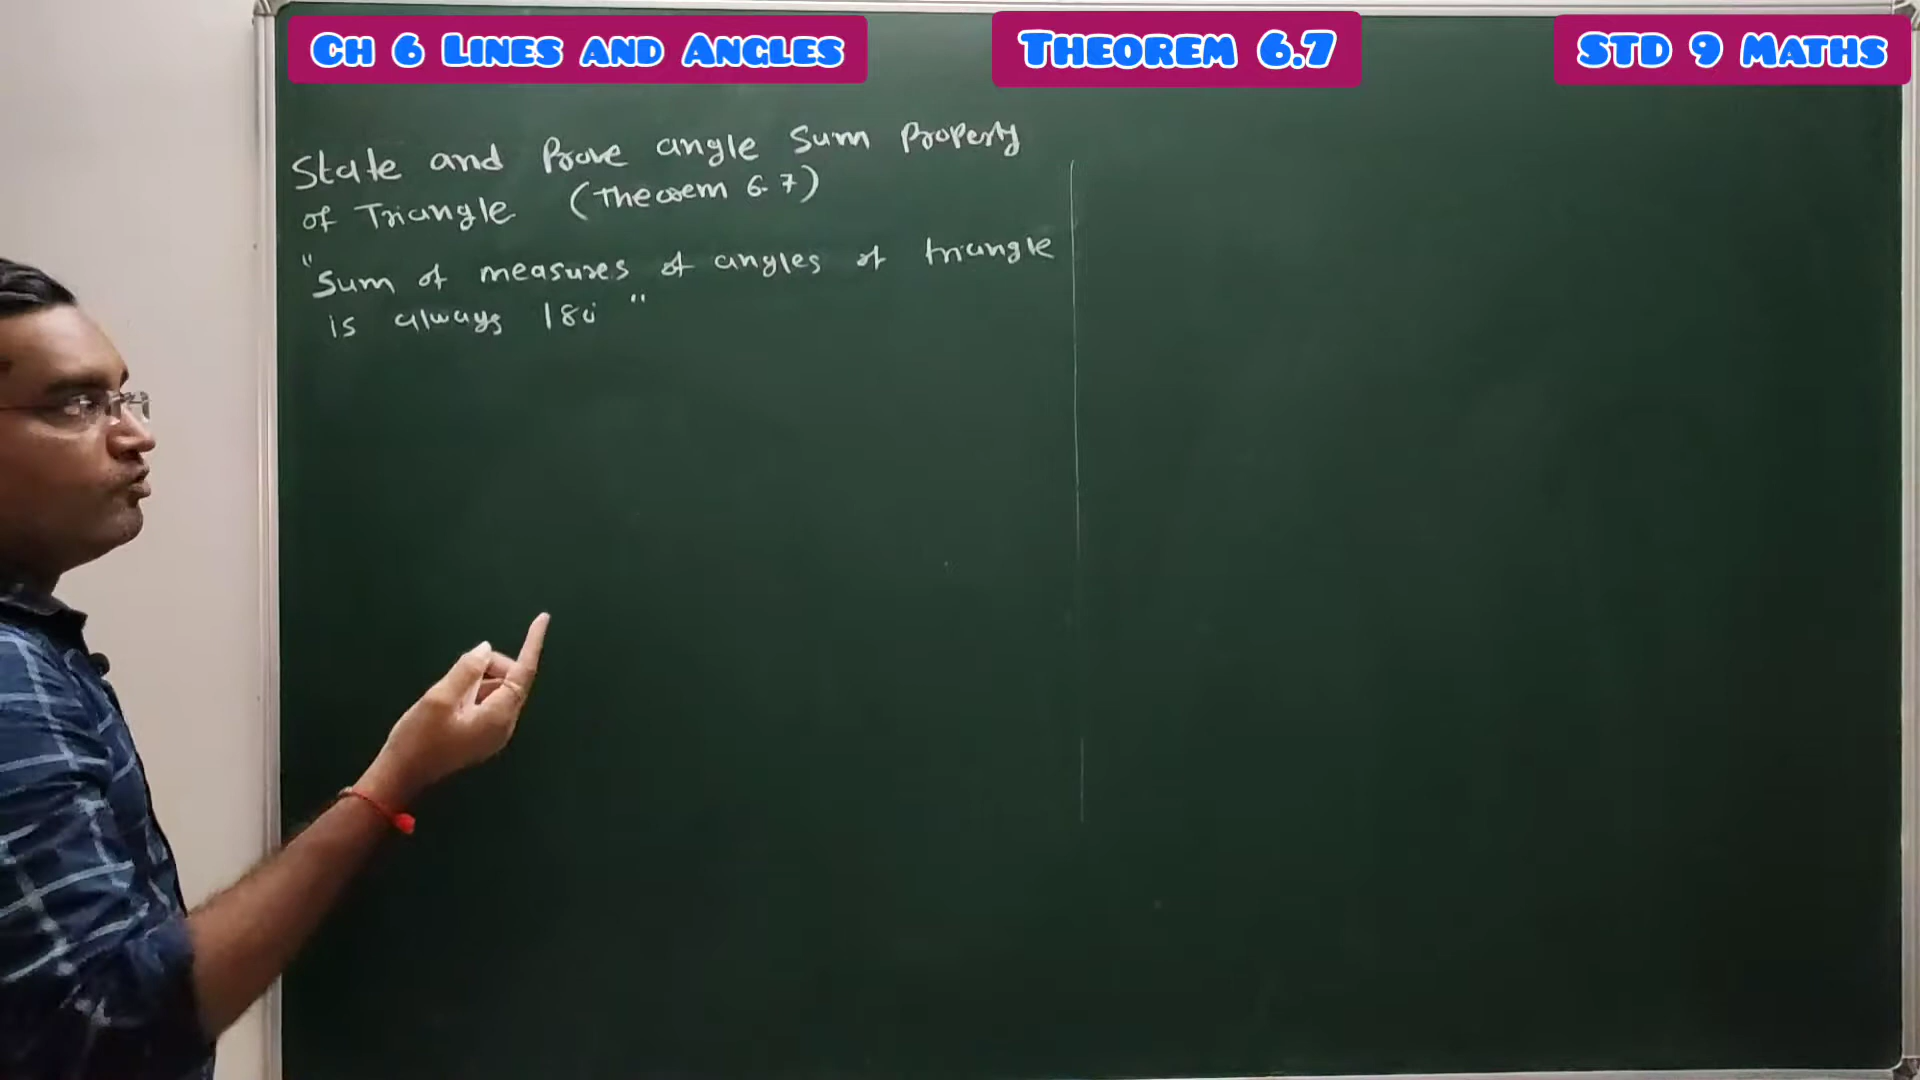 CH 6 LINES AND ANGLES
THEOREM 6.7
STD 9 MATHS
State and Prove angle Sum Property
of Triangle (Theorem 6.7)
"Sum of measures of angles of triangle
is always 180°"